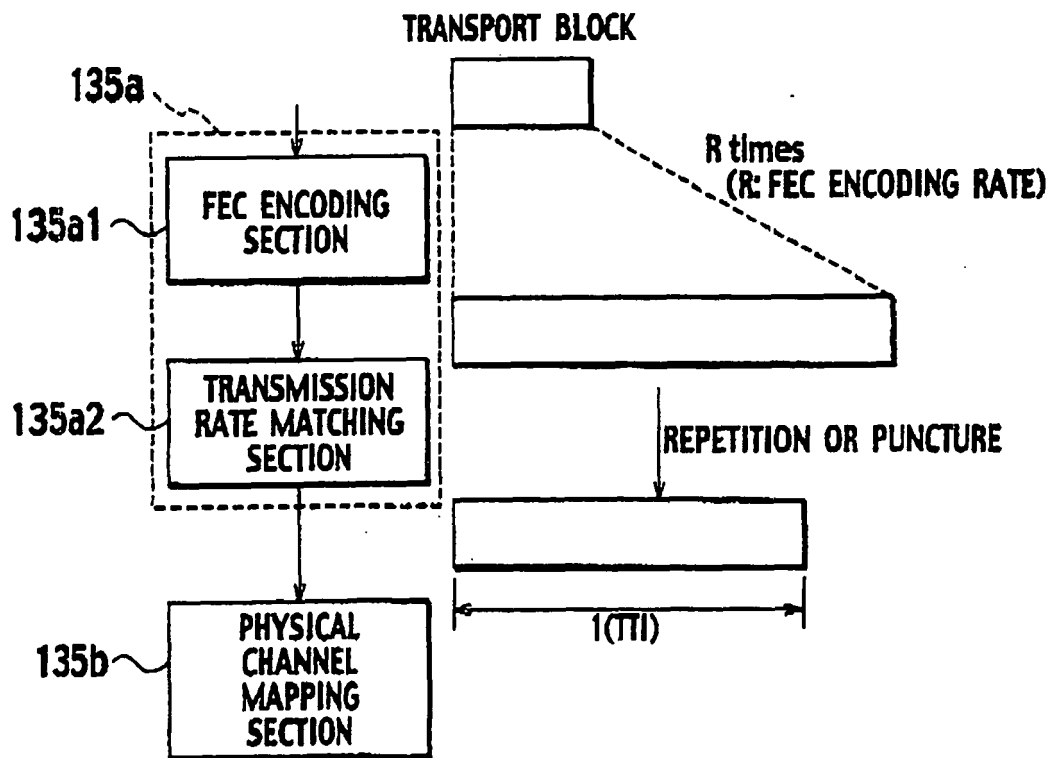 TRANSPORT BLOCK
135a
R times
(R: FEC ENCODING RATE)
135a1
FEC ENCODING
SECTION
135a2
TRANSMISSION
RATE MATCHING
SECTION
REPETITION OR PUNCTURE
1(TTI)
135b
PHYSICAL
CHANNEL
MAPPING
SECTION